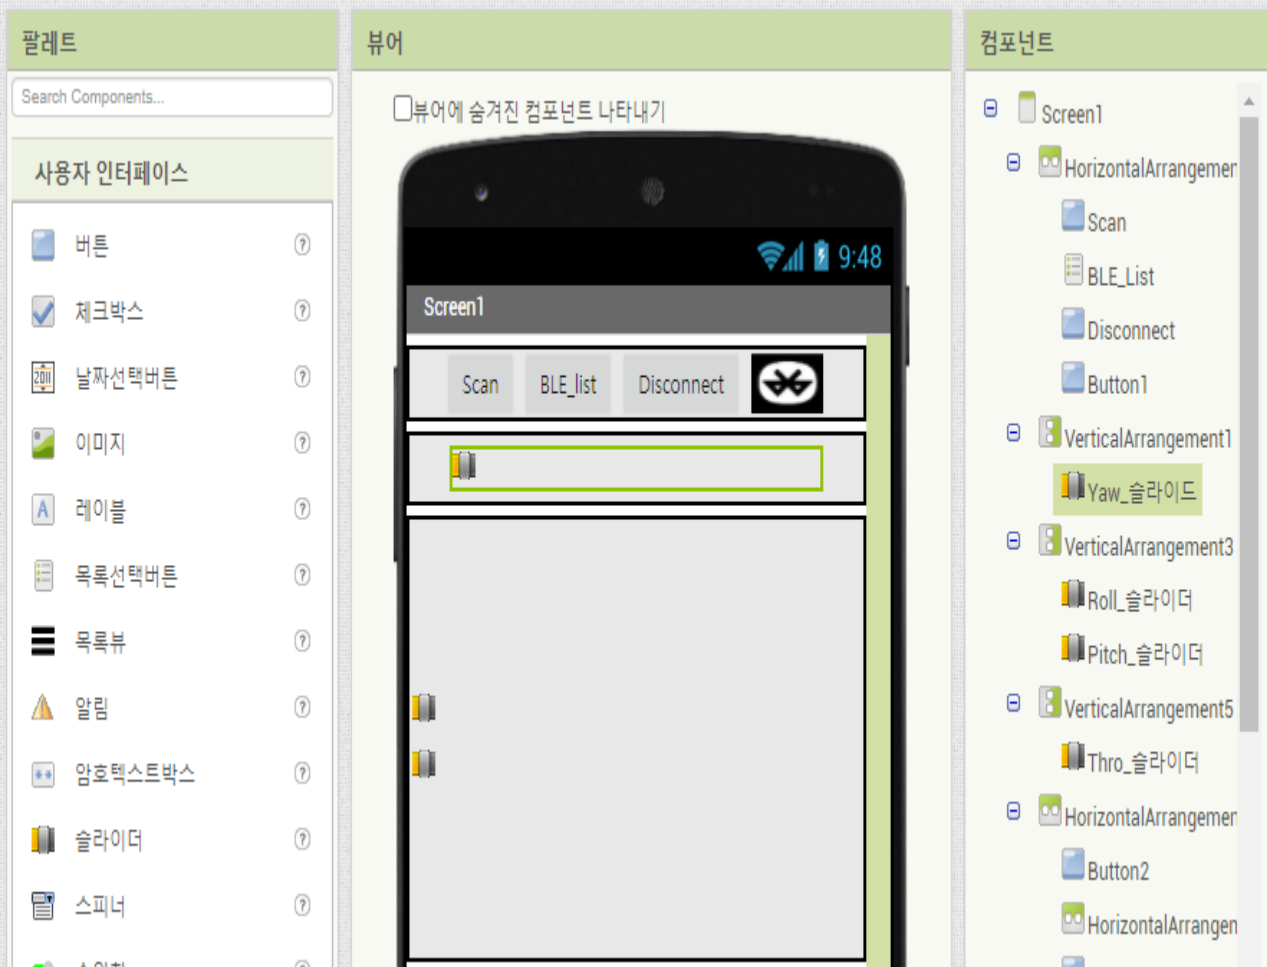 팔레트
Search Components...
사용자 인터페이스
버튼
체크박스
2011
날짜선택버튼
이미지
A
레이블
목록선택버튼
목록뷰
알림
암호텍스트박스
슬라이더
스피너
뷰어
뷰어에 숨겨진 컴포넌트 나타내기
9:48
Screen1
Scan
BLE_list
Disconnect
컴포넌트
Screen1
HorizontalArrangemen
Scan
BLE_List
Disconnect
Button1
VerticalArrangement1
Yaw_슬라이드
VerticalArrangement3
Roll_슬라이더
Pitch_슬라이더
VerticalArrangement5
Thro_슬라이더
HorizontalArrangemen
Button2
HorizontalArrangen